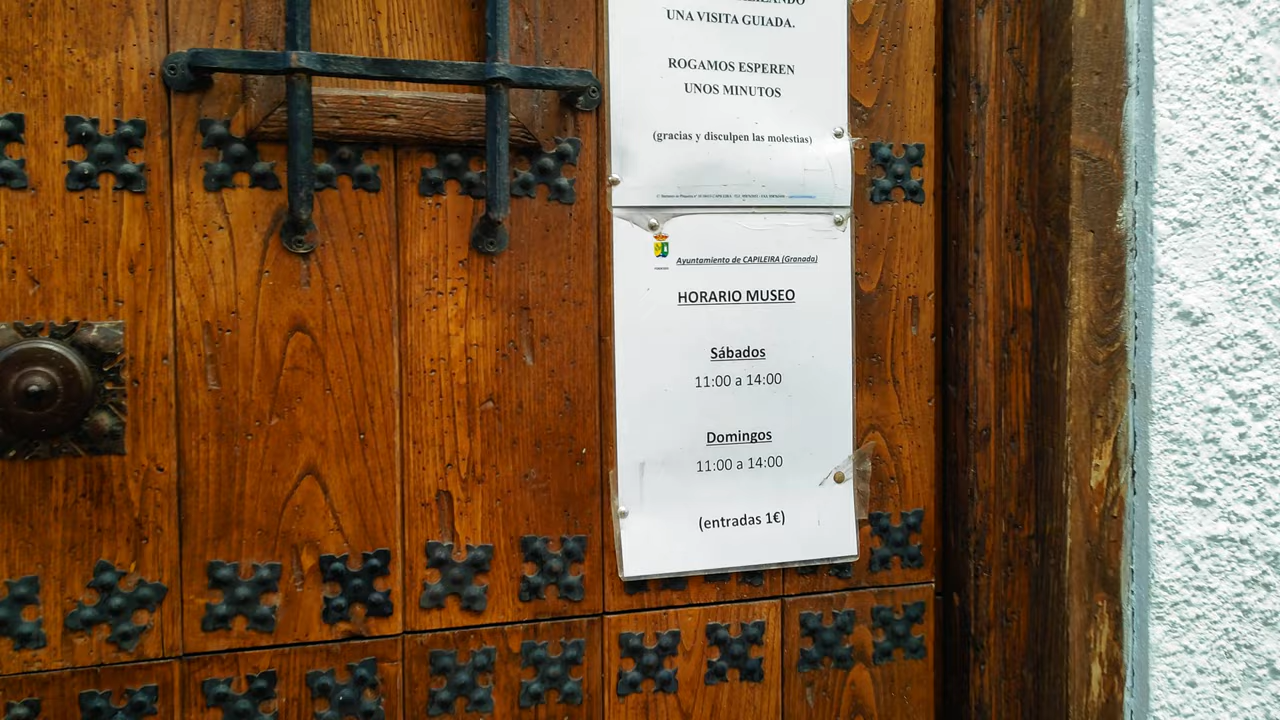 UNA VISITA GUIADA.
ROGAMOS ESPEREN
UNOS MINUTOS
(gracias y disculpen las molestias)
Ayuntamiento de CAPILEIRA (Granada)
HORARIO MUSEO
Sábados
11:00 a 14:00
Domingos
11:00 a 14:00
(entradas 1€)